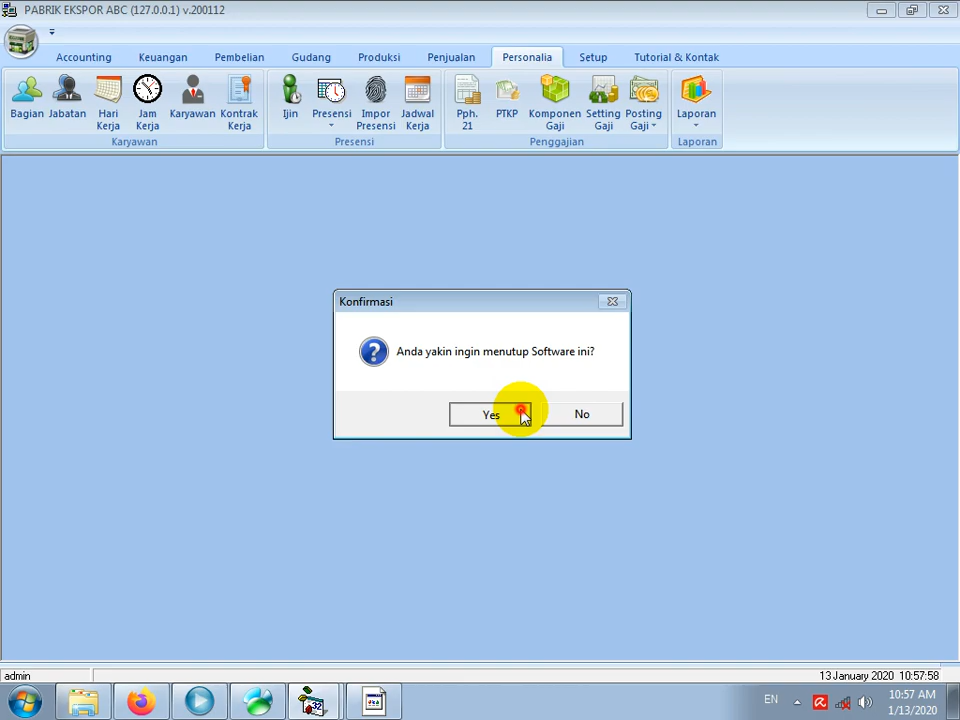 PABRIK EKSPOR ABC (127.0.0.1) v.200112
Accounting Keuangan Pembelian Gudang Produksi Penjualan Personalia Setup Tutorial & Kontak
Bagian Jabatan Hari Kerja Jam Kerja Karyawan Kontrak Kerja Ijin Presensi Impor Presensi Jadwal Kerja Pph. 21 PTKP Komponen Gaji Setting Gaji Posting Gaji Laporan
Karyawan Presensi Penggajian Laporan
Konfirmasi
Anda yakin ingin menutup Software ini?
Yes No
admin 13 January 2020 10:57:58
32
EN 10:57 AM
1/13/2020